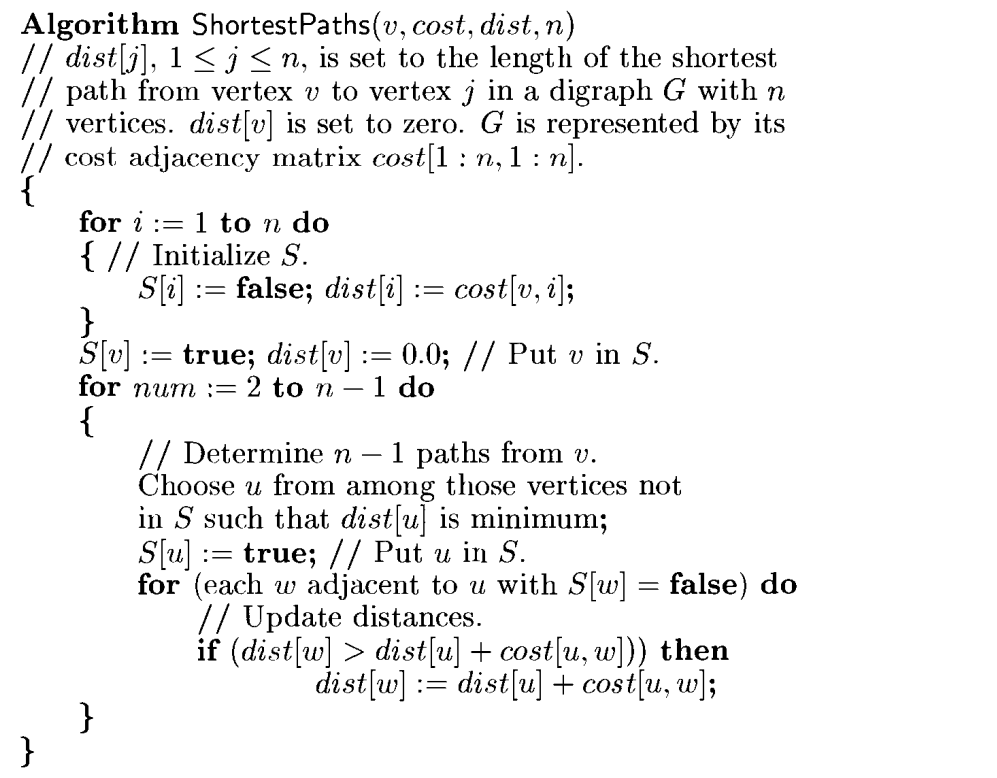 Algorithm ShortestPaths(v, cost, dist, n)
// dist[j], 1 ≤ j ≤ n, is set to the length of the shortest
// path from vertex v to vertex j in a digraph G with n
// vertices. dist[v] is set to zero. G is represented by its
// cost adjacency matrix cost[1 : n, 1 : n].
{
for i := 1 to n do
{ // Initialize S.
S[i] := false; dist[i] := cost[v, i];
}
S[v] := true; dist[v] := 0.0; // Put v in S.
for num := 2 to n − 1 do
{
// Determine n − 1 paths from v.
Choose u from among those vertices not
in S such that dist[u] is minimum;
S[u] := true; // Put u in S.
for (each w adjacent to u with S[w] = false) do
// Update distances.
if (dist[w] > dist[u] + cost[u, w])) then
dist[w] := dist[u] + cost[u, w];
}
}